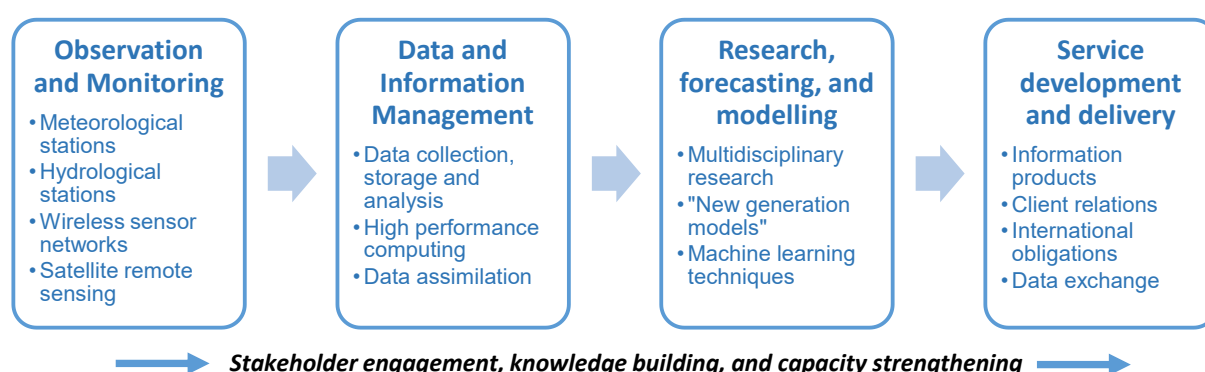 Observation
and Monitoring
•Meteorological
stations
•Hydrological
stations
•Wireless sensor
networks
•Satellite remote
sensing
Data and
Information
Management
•Data collection,
storage and
analysis
•High performance
computing
•Data assimilation
Research,
forecasting, and
modelling
•Multidisciplinary
research
•"New generation
models"
•Machine learning
techniques
Service
development
and delivery
•Information
products
•Client relations
•International
obligations
•Data exchange
Stakeholder engagement, knowledge building, and capacity strengthening